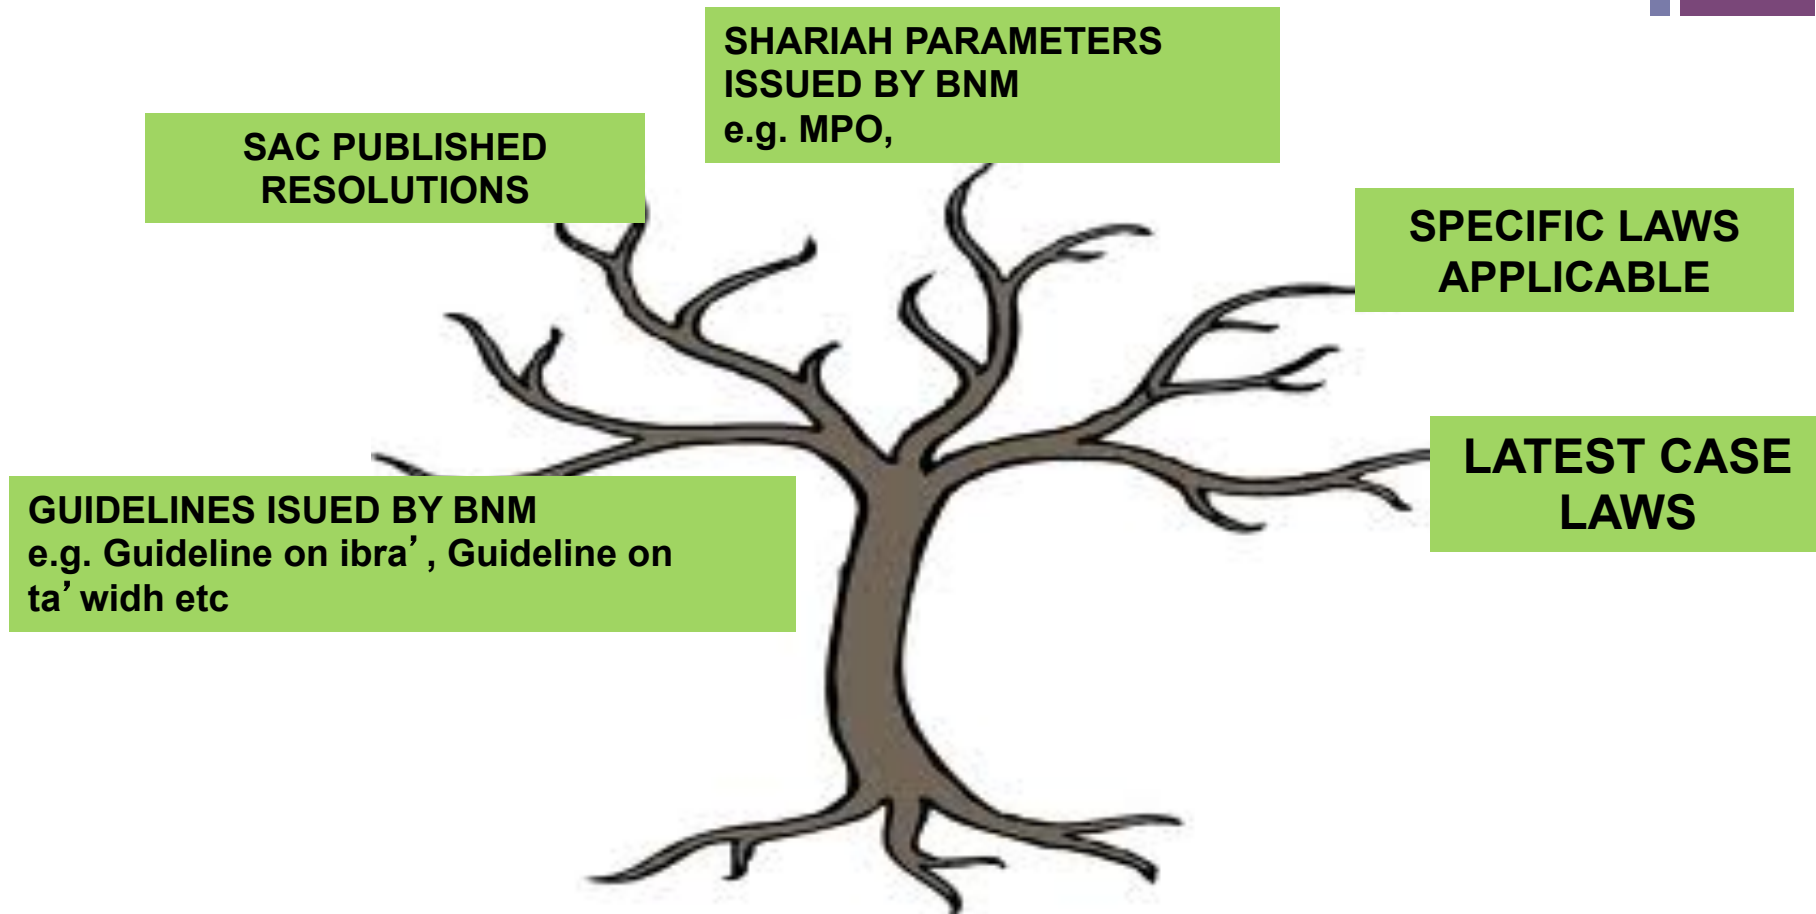 SHARIAH PARAMETERS
ISSUED BY BNM
e.g. MPO,
SAC PUBLISHED
RESOLUTIONS
SPECIFIC LAWS
APPLICABLE
LATEST CASE
LAWS
GUIDELINES ISUED BY BNM
e.g. Guideline on ibra’, Guideline on
ta’widh etc